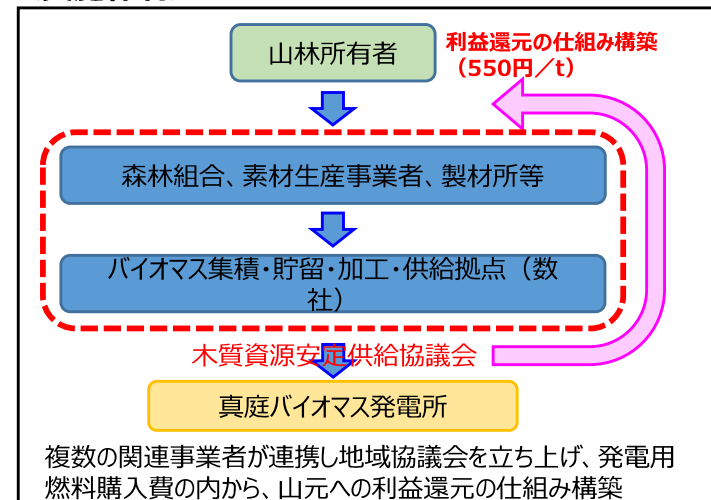 山林所有者
利益還元の仕組み構築
（550円／t）
森林組合、素材生産事業者、製材所等
バイオマス集積・貯留・加工・供給拠点（数
社）
木質資源安定供給協議会
真庭バイオマス発電所
複数の関連事業者が連携し地域協議会を立ち上げ、発電用
燃料購入費の内から、山元への利益還元の仕組み構築